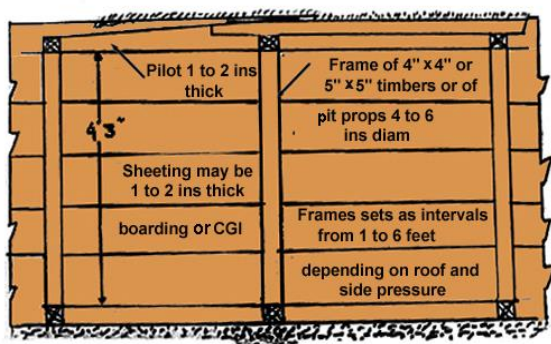 Pilot 1 to 2 ins
thick
Frame of 4" x 4" or
5" x 5" timbers or of
pit props 4 to 6
ins diam
4' 3"
Sheeting may be
1 to 2 ins thick
boarding or CGI
Frames sets as intervals
from 1 to 6 feet
depending on roof and
side pressure